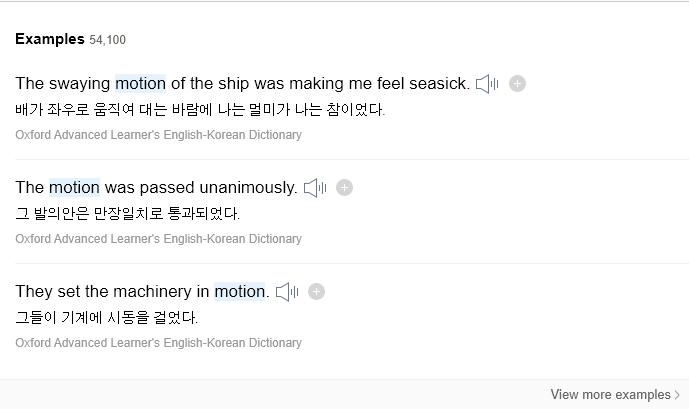 Examples 54,100
The swaying motion of the ship was making me feel seasick.
배가 좌우로 움직여 대는 바람에 나는 멀미가 나는 참이었다.
Oxford Advanced Learner's English-Korean Dictionary
The motion was passed unanimously.
그 발의안은 만장일치로 통과되었다.
Oxford Advanced Learner's English-Korean Dictionary
They set the machinery in motion.
그들이 기계에 시동을 걸었다.
Oxford Advanced Learner's English-Korean Dictionary
View more examples